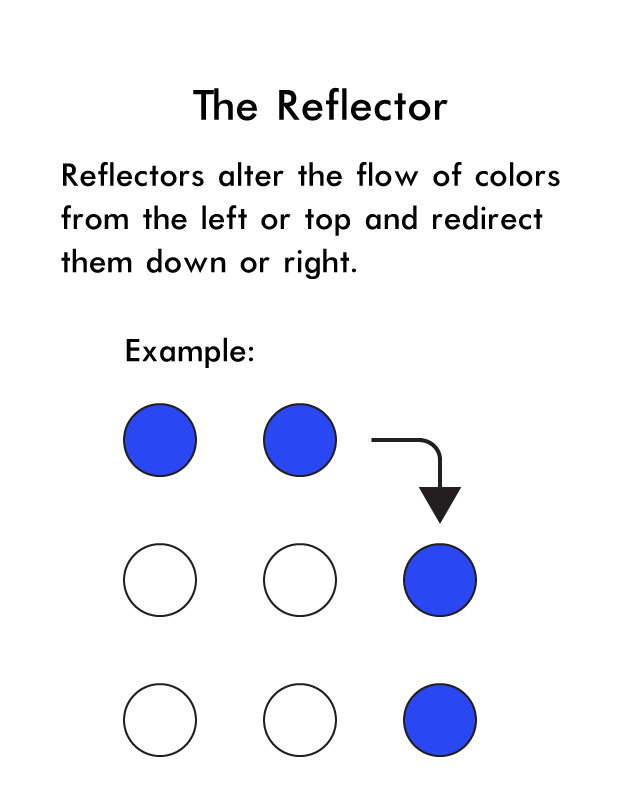 The Reflector
Reflectors alter the flow of colors
from the left or top and redirect
them down or right.
Example: